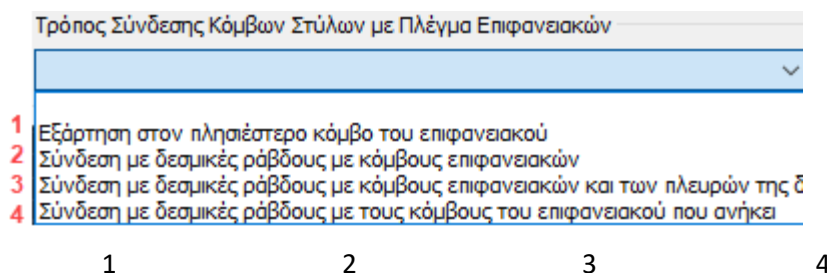 Τρόπος Σύνδεσης Κόμβων Στύλων με Πλέγμα Επιφανειακών
1 Εξάρτηση στον πλησιέστερο κόμβο του επιφανειακού
2 Σύνδεση με δεσμικές ράβδους με κόμβους επιφανειακών
3 Σύνδεση με δεσμικές ράβδους με κόμβους επιφανειακών και των πλευρών της δ
4 Σύνδεση με δεσμικές ράβδους με τους κόμβους του επιφανειακού που ανήκει
1 2 3 4